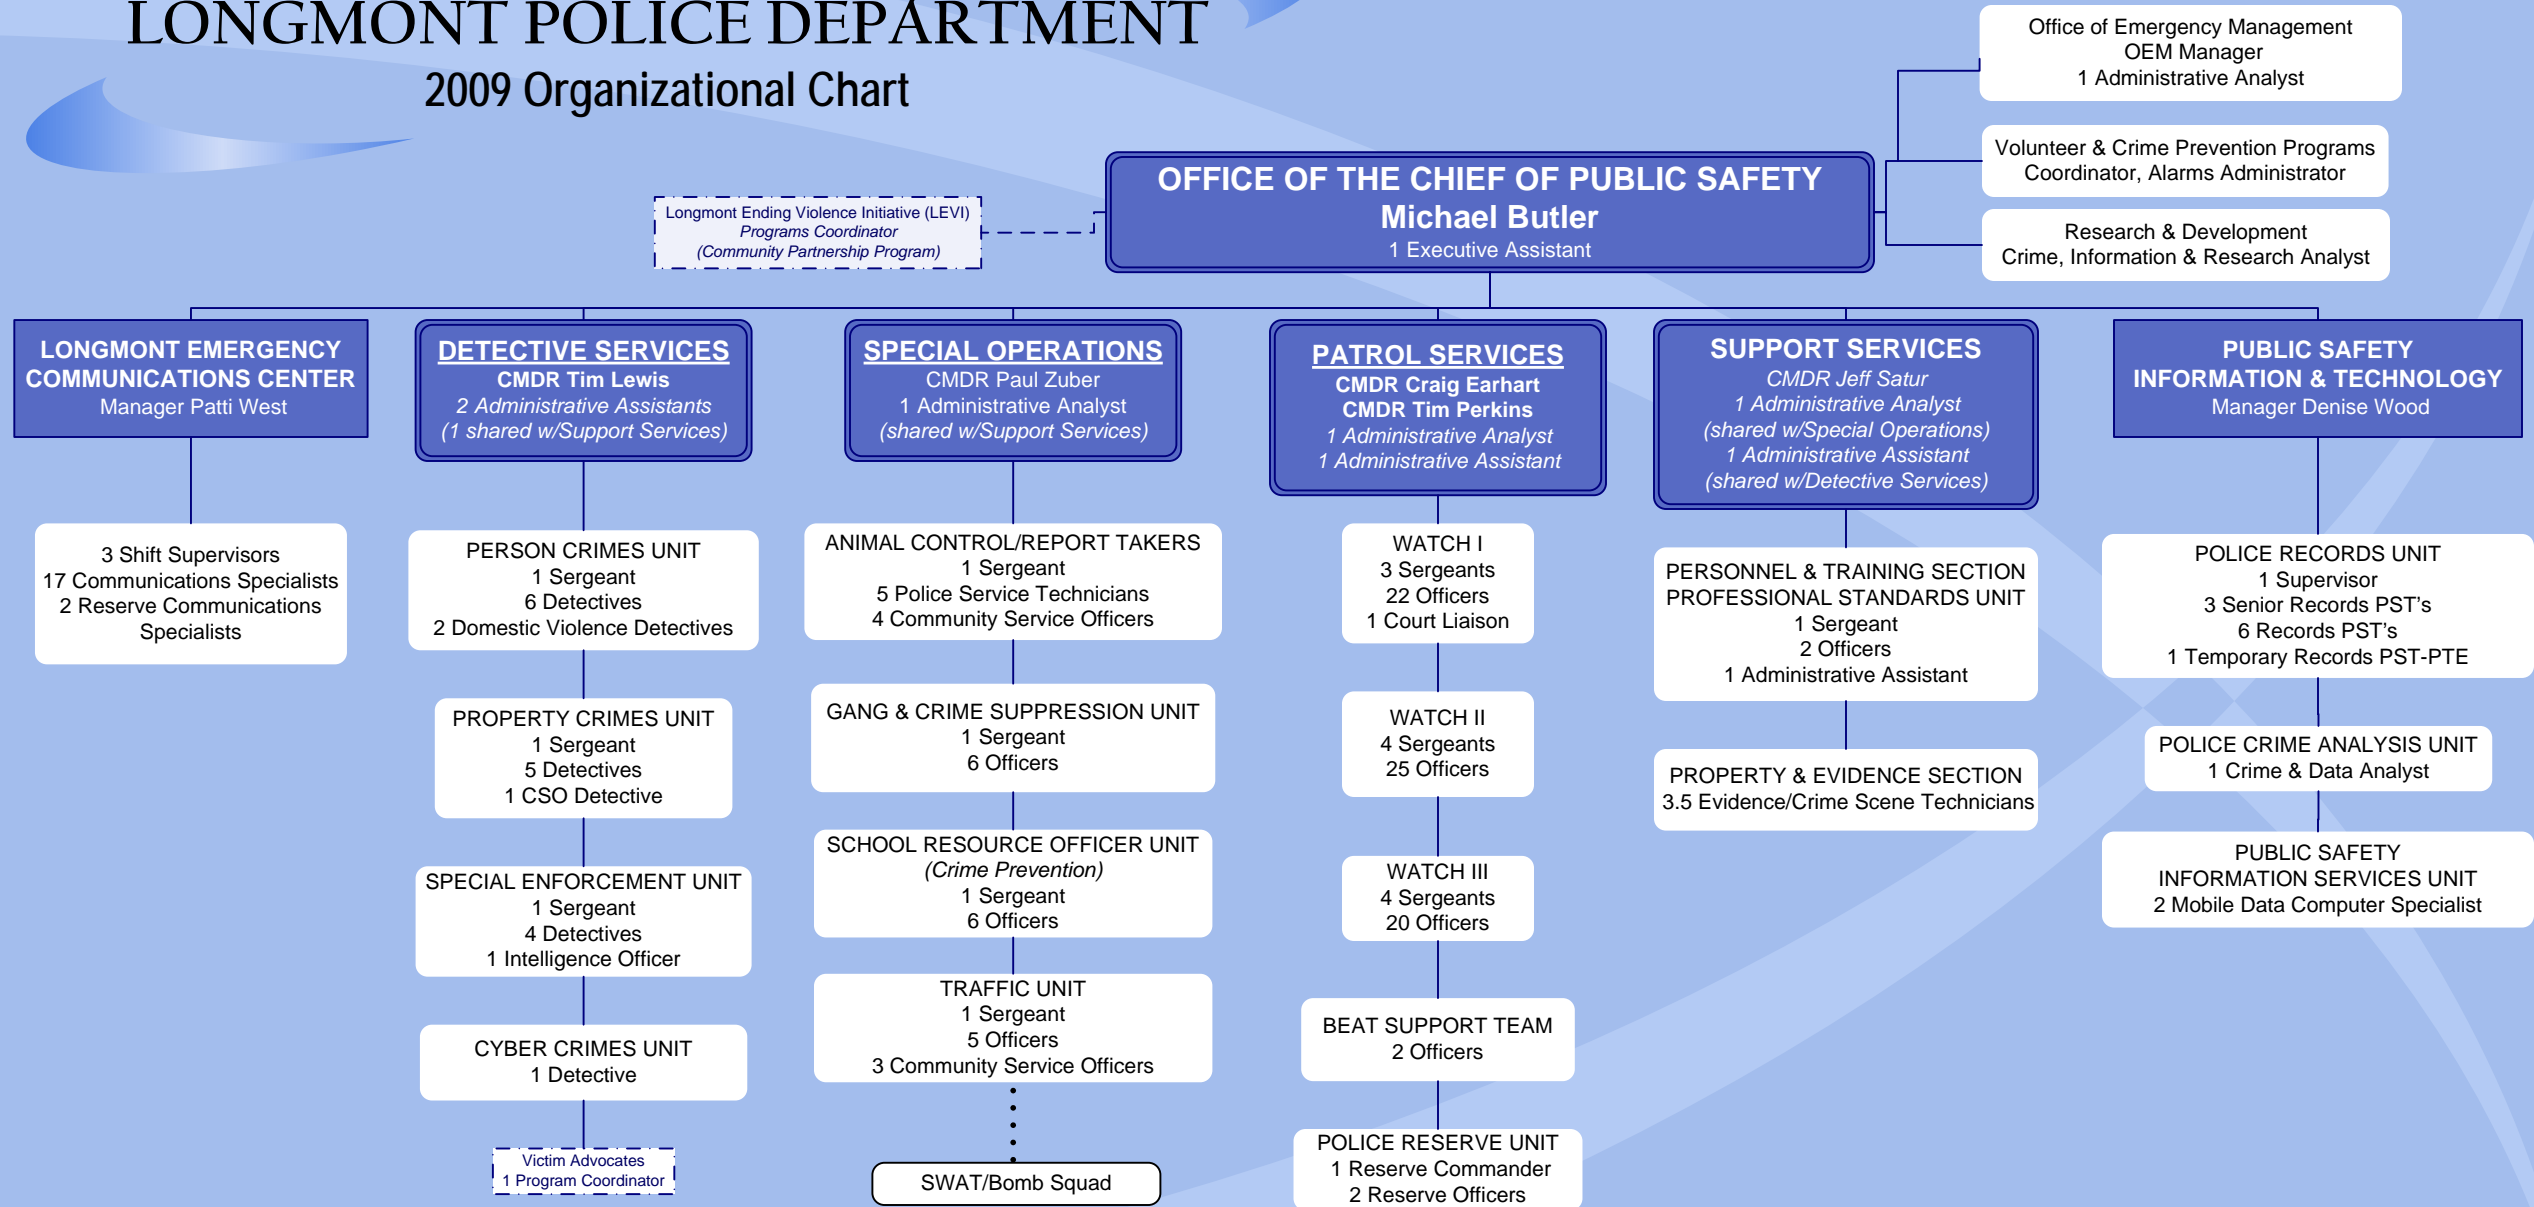 LONGMONT POLICE DEPARTMENT
2009 Organizational Chart
Office of Emergency Management
OEM Manager
1 Administrative Analyst
Volunteer & Crime Prevention Programs
Coordinator, Alarms Administrator
Research & Development
Crime, Information & Research Analyst
OFFICE OF THE CHIEF OF PUBLIC SAFETY
Michael Butler
1 Executive Assistant
Longmont Ending Violence Initiative (LEVI)
Programs Coordinator
(Community Partnership Program)
LONGMONT EMERGENCY
COMMUNICATIONS CENTER
Manager Patti West
3 Shift Supervisors
17 Communications Specialists
2 Reserve Communications
Specialists
DETECTIVE SERVICES
CMDR Tim Lewis
2 Administrative Assistants
(1 shared w/Support Services)
PERSON CRIMES UNIT
1 Sergeant
6 Detectives
2 Domestic Violence Detectives
PROPERTY CRIMES UNIT
1 Sergeant
5 Detectives
1 CSO Detective
SPECIAL ENFORCEMENT UNIT
1 Sergeant
4 Detectives
1 Intelligence Officer
CYBER CRIMES UNIT
1 Detective
Victim Advocates
1 Program Coordinator
SPECIAL OPERATIONS
CMDR Paul Zuber
1 Administrative Analyst
(shared w/Support Services)
ANIMAL CONTROL/REPORT TAKERS
1 Sergeant
5 Police Service Technicians
4 Community Service Officers
GANG & CRIME SUPPRESSION UNIT
1 Sergeant
6 Officers
SCHOOL RESOURCE OFFICER UNIT
(Crime Prevention)
1 Sergeant
6 Officers
TRAFFIC UNIT
1 Sergeant
5 Officers
3 Community Service Officers
SWAT/Bomb Squad
PATROL SERVICES
CMDR Craig Earhart
CMDR Tim Perkins
1 Administrative Analyst
1 Administrative Assistant
WATCH I
3 Sergeants
22 Officers
1 Court Liaison
WATCH II
4 Sergeants
25 Officers
WATCH III
4 Sergeants
20 Officers
BEAT SUPPORT TEAM
2 Officers
POLICE RESERVE UNIT
1 Reserve Commander
2 Reserve Officers
SUPPORT SERVICES
CMDR Jeff Satur
1 Administrative Analyst
(shared w/Special Operations)
1 Administrative Assistant
(shared w/Detective Services)
PERSONNEL & TRAINING SECTION
PROFESSIONAL STANDARDS UNIT
1 Sergeant
2 Officers
1 Administrative Assistant
PROPERTY & EVIDENCE SECTION
3.5 Evidence/Crime Scene Technicians
PUBLIC SAFETY
INFORMATION & TECHNOLOGY
Manager Denise Wood
POLICE RECORDS UNIT
1 Supervisor
3 Senior Records PST’s
6 Records PST’s
1 Temporary Records PST-PTE
POLICE CRIME ANALYSIS UNIT
1 Crime & Data Analyst
PUBLIC SAFETY
INFORMATION SERVICES UNIT
2 Mobile Data Computer Specialist